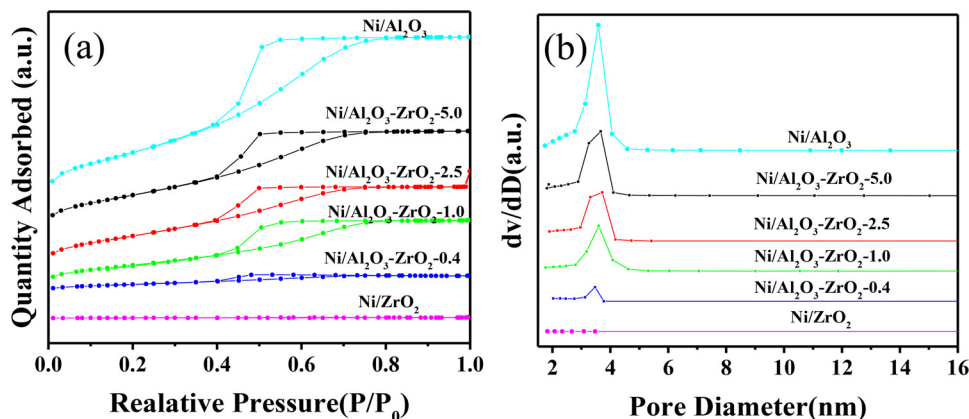 (a)
Ni/Al2O3
Ni/Al2O3-ZrO2-5.0
Ni/Al2O3-ZrO2-2.5
Ni/Al2O3-ZrO2-1.0
Ni/Al2O3-ZrO2-0.4
Ni/ZrO2
Quantity Adsorbed (a.u.)
0.0 0.2 0.4 0.6 0.8 1.0
Realative Pressure(P/P0)
(b)
Ni/Al2O3
Ni/Al2O3-ZrO2-5.0
Ni/Al2O3-ZrO2-2.5
Ni/Al2O3-ZrO2-1.0
Ni/Al2O3-ZrO2-0.4
Ni/ZrO2
dv/dD(a.u.)
2 4 6 8 10 12 14 16
Pore Diameter(nm)